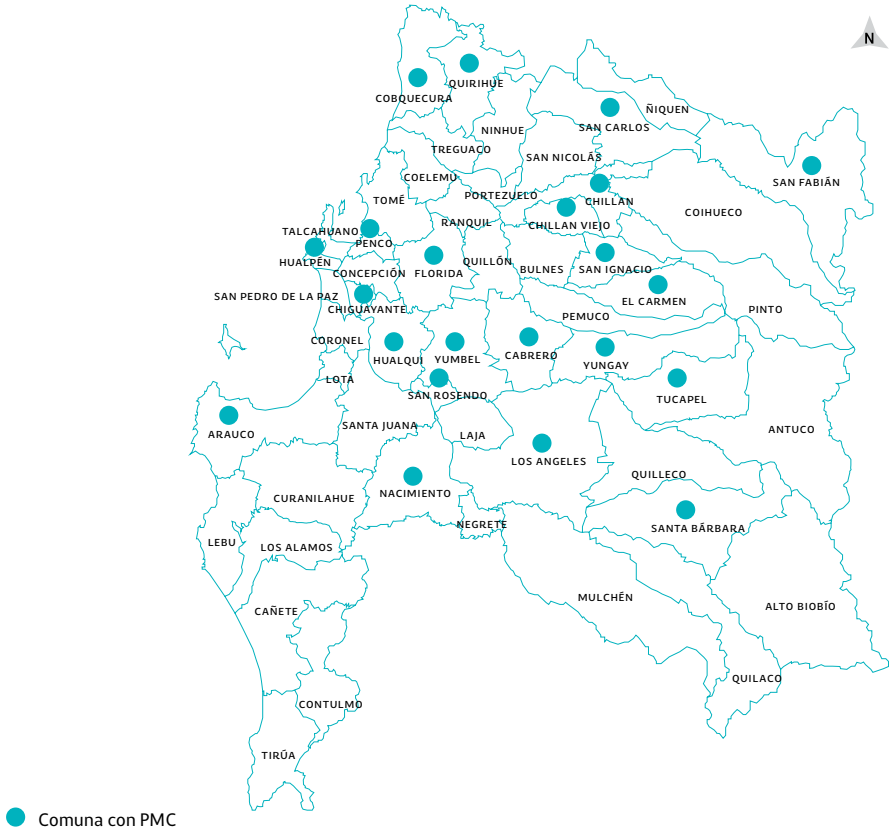 N
QUIRIHUE
COBQUECURA
ÑIQUEN
SAN CARLOS
NINHUE
TREGUACO
SAN NICOLÁS
COELEMU
SAN FABIÁN
PORTEZUELO
TOMÉ
CHILLAN
COIHUECO
RANQUIL
CHILLAN VIEJO
TALCAHUANO
PENCO
HUALPÉN
QUILLÓN
CONCEPCIÓN
FLORIDA
BULNES
SAN IGNACIO
SAN PEDRO DE LA PAZ
EL CARMEN
CHIGUAYANTE
PINTO
PEMUCO
CORONEL
HUALQUI
YUMBEL
CABRERO
YUNGAY
LOTA
SAN ROSENDO
TUCAPEL
ARAUCO
SANTA JUANA
LAJA
ANTUCO
LOS ANGELES
QUILLECO
CURANILAHUE
NACIMIENTO
NEGRETE
SANTA BÁRBARA
LEBU
LOS ALAMOS
MULCHÉN
CAÑETE
ALTO BIOBÍO
QUILACO
CONTULMO
TIRÚA
Comuna con PMC